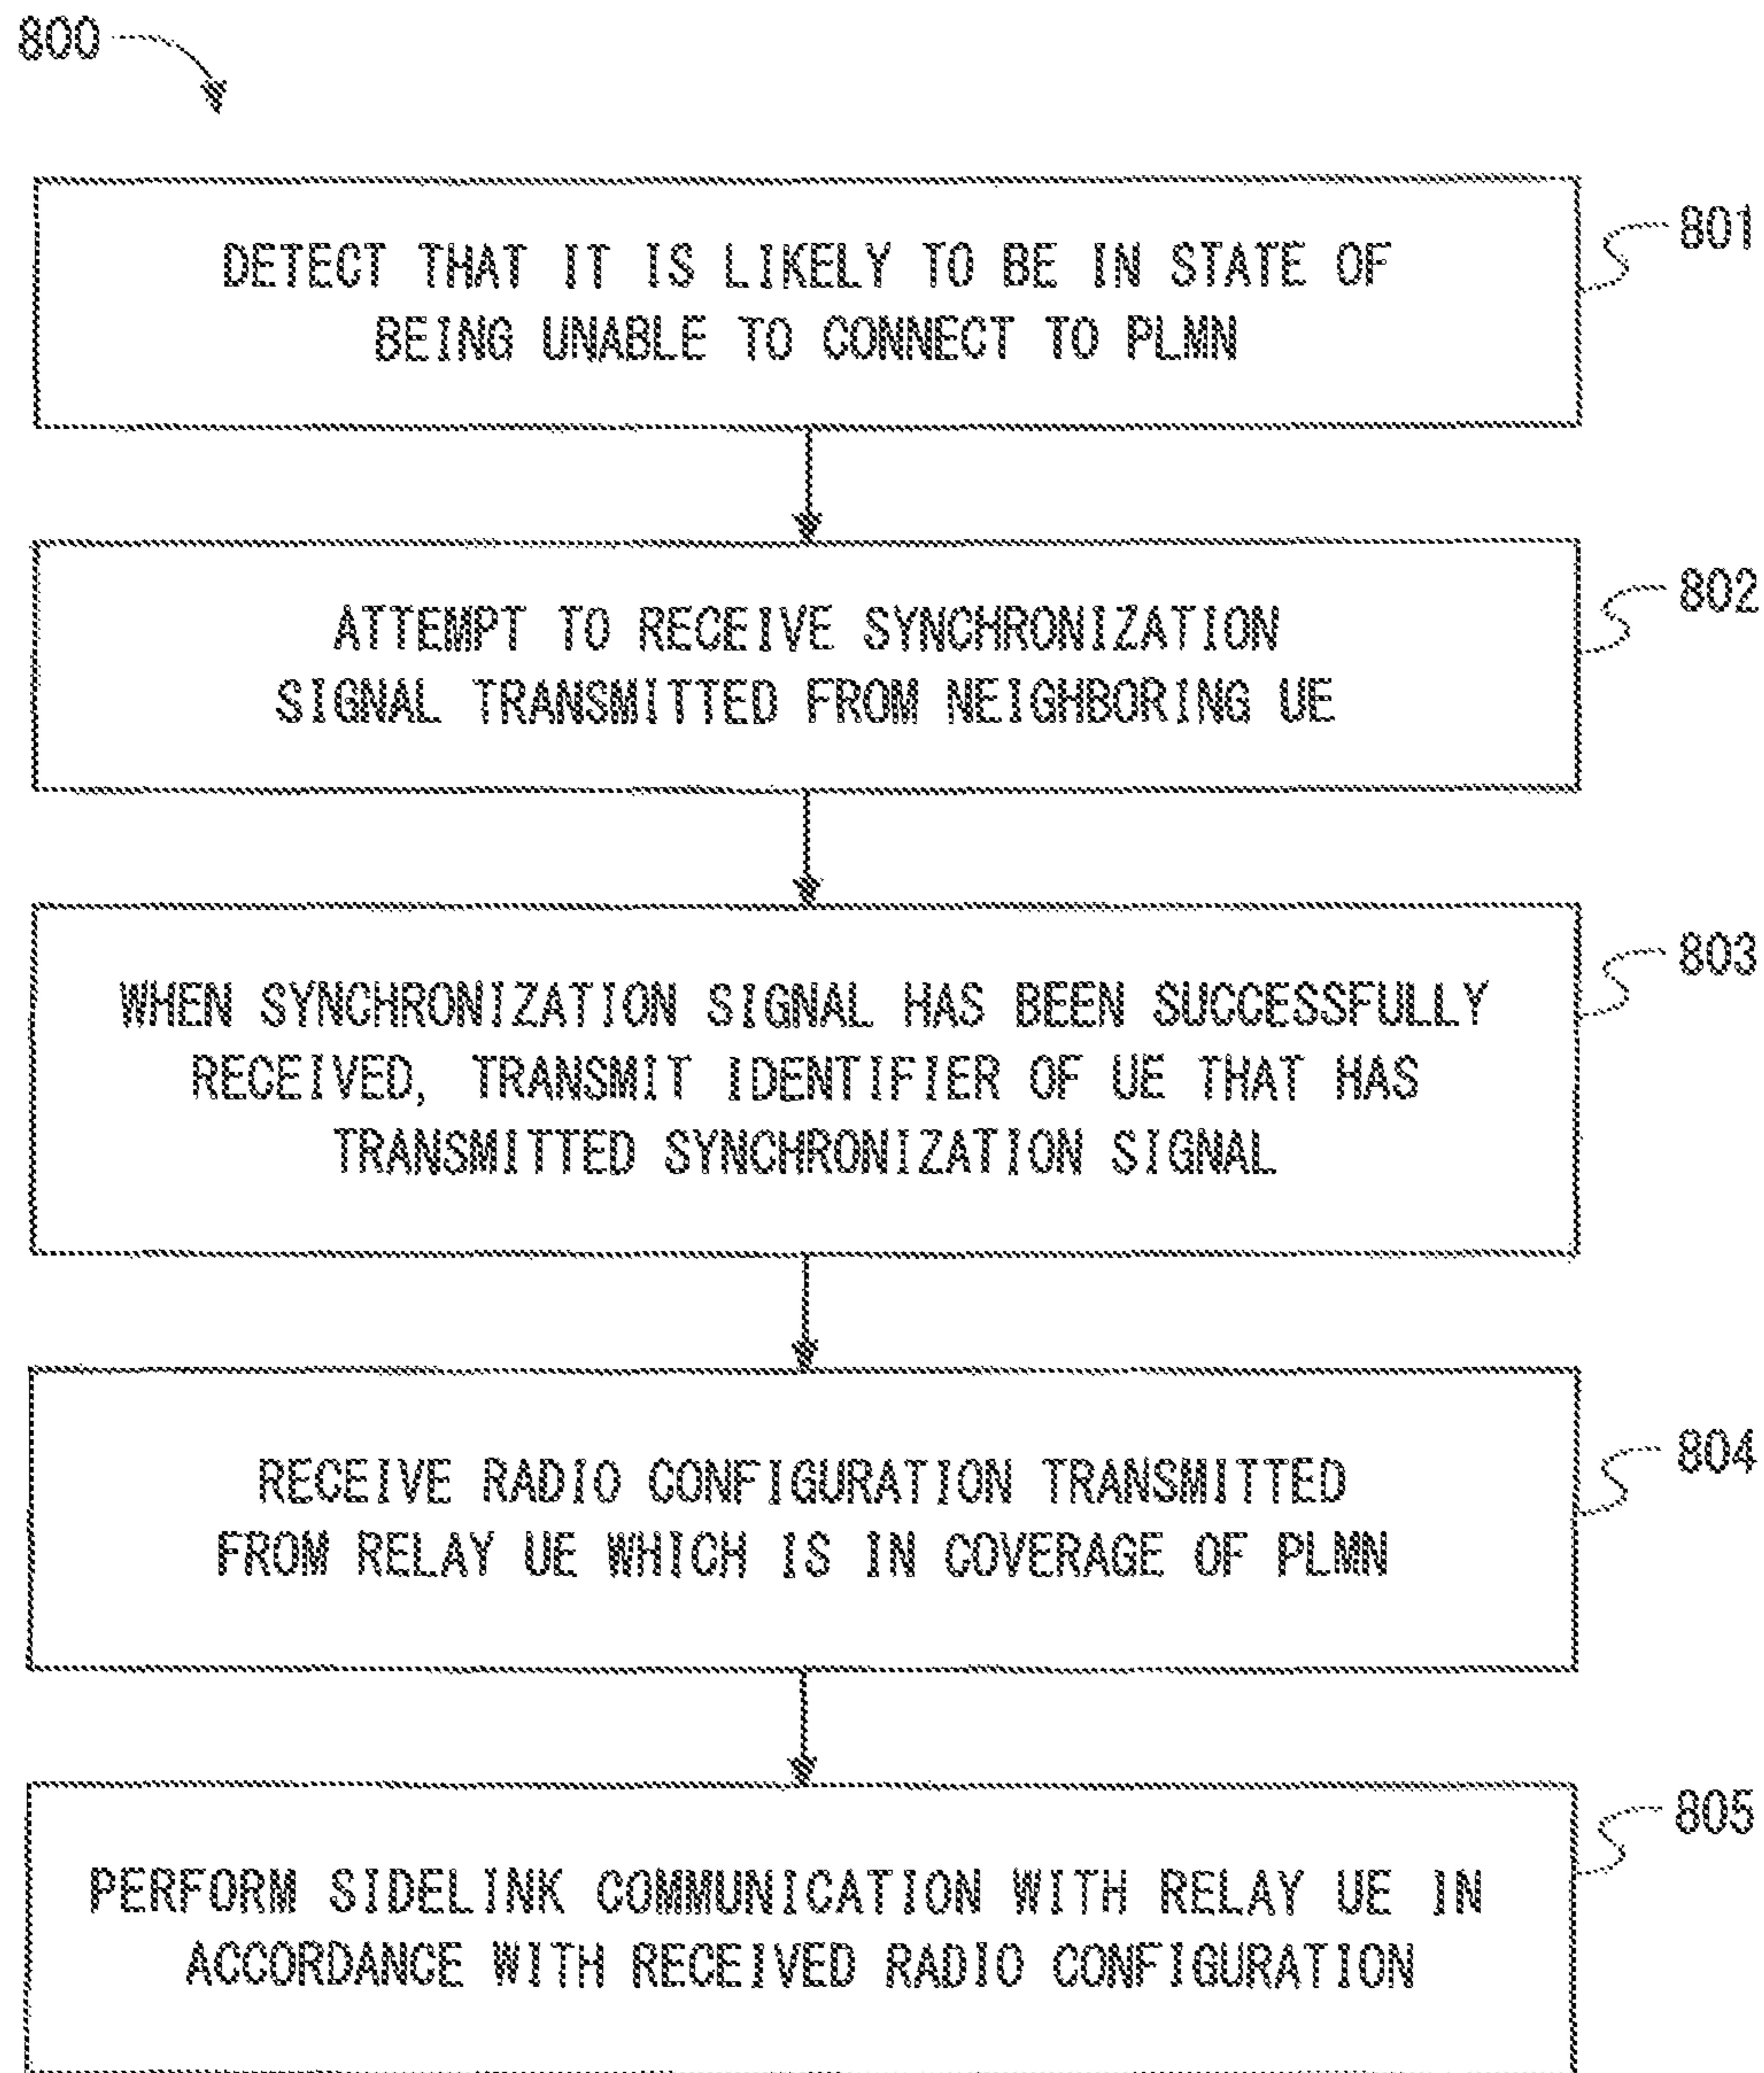 800
DETECT THAT IT IS LIKELY TO BE IN STATE OF
BEING UNABLE TO CONNECT TO PLMN
801
ATTEMPT TO RECEIVE SYNCHRONIZATION
SIGNAL TRANSMITTED FROM NEIGHBORING UE
802
WHEN SYNCHRONIZATION SIGNAL HAS BEEN SUCCESSFULLY
RECEIVED, TRANSMIT IDENTIFIER OF UE THAT HAS
TRANSMITTED SYNCHRONIZATION SIGNAL
803
RECEIVE RADIO CONFIGURATION TRANSMITTED
FROM RELAY UE WHICH IS IN COVERAGE OF PLMN
804
PERFORM SIDELINK COMMUNICATION WITH RELAY UE IN
ACCORDANCE WITH RECEIVED RADIO CONFIGURATION
805